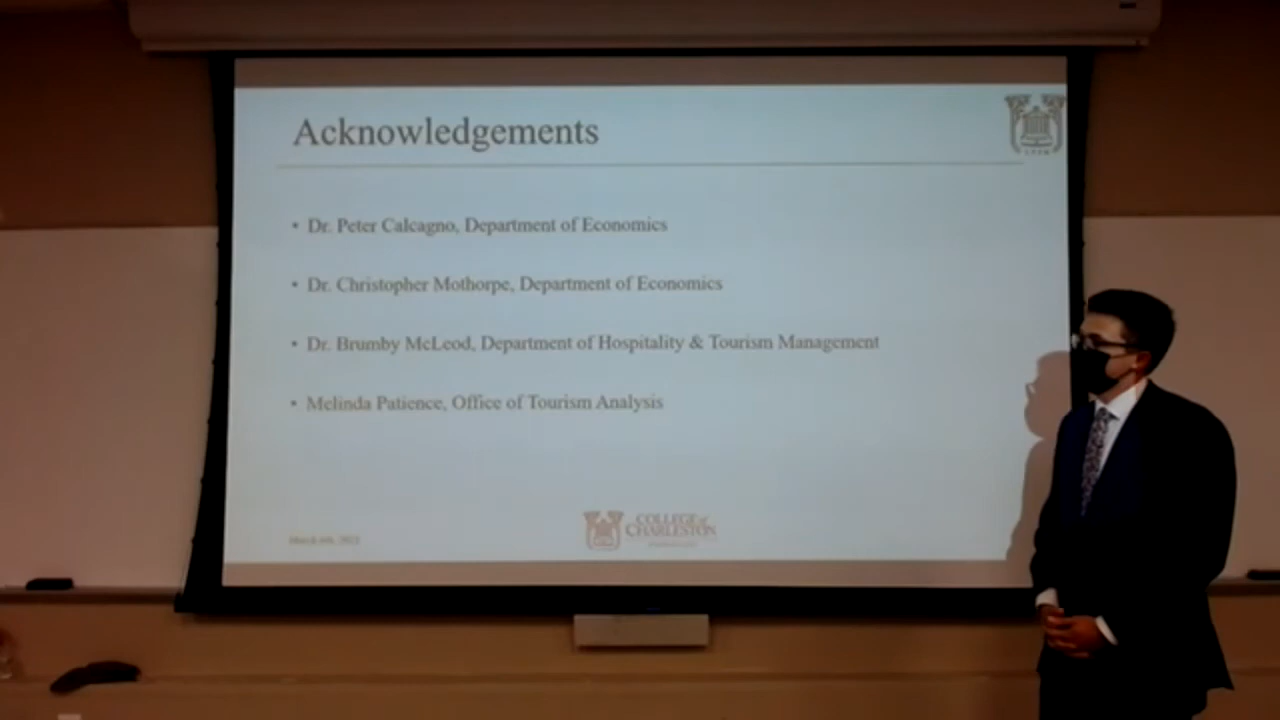 Acknowledgements
• Dr. Peter Calcagno, Department of Economics
• Dr. Christopher Mothorpe, Department of Economics
• Dr. Brumby McLeod, Department of Hospitality & Tourism Management
• Melinda Patience, Office of Tourism Analysis
COLLEGE of
CHARLESTON